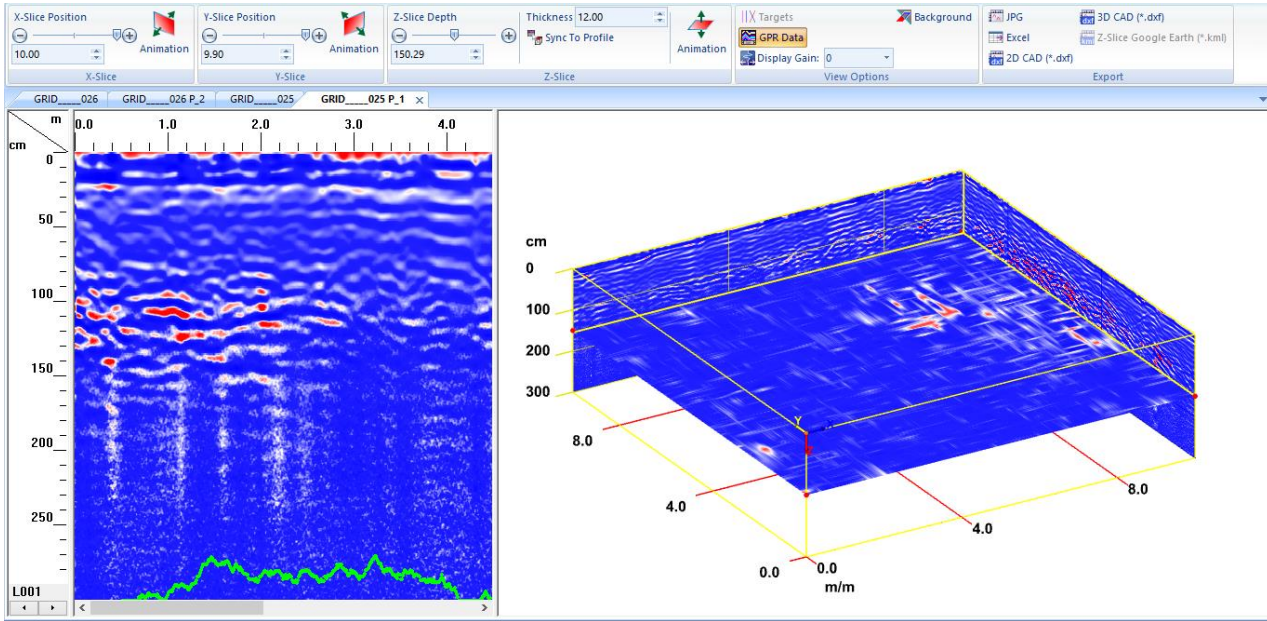 X-Slice Position
10.00
Animation
X-Slice
Y-Slice Position
9.90
Animation
Y-Slice
Z-Slice Depth
150.29
Thickness 12.00
Sync To Profile
Animation
Z-Slice
Targets
GPR Data
Display Gain: 0
Background
View Options
JPG
Excel
2D CAD (*.dxf)
3D CAD (*.dxf)
Z-Slice Google Earth (*.kml)
Export
GRID_____026
GRID_____026 P_2
GRID_____025
GRID_____025 P_1
m
cm
0.0 1.0 2.0 3.0 4.0
0
50
100
150
200
250
L001
cm
0
100
200
300
8.0
4.0
0.0
Y
0.0
4.0
8.0
m/m